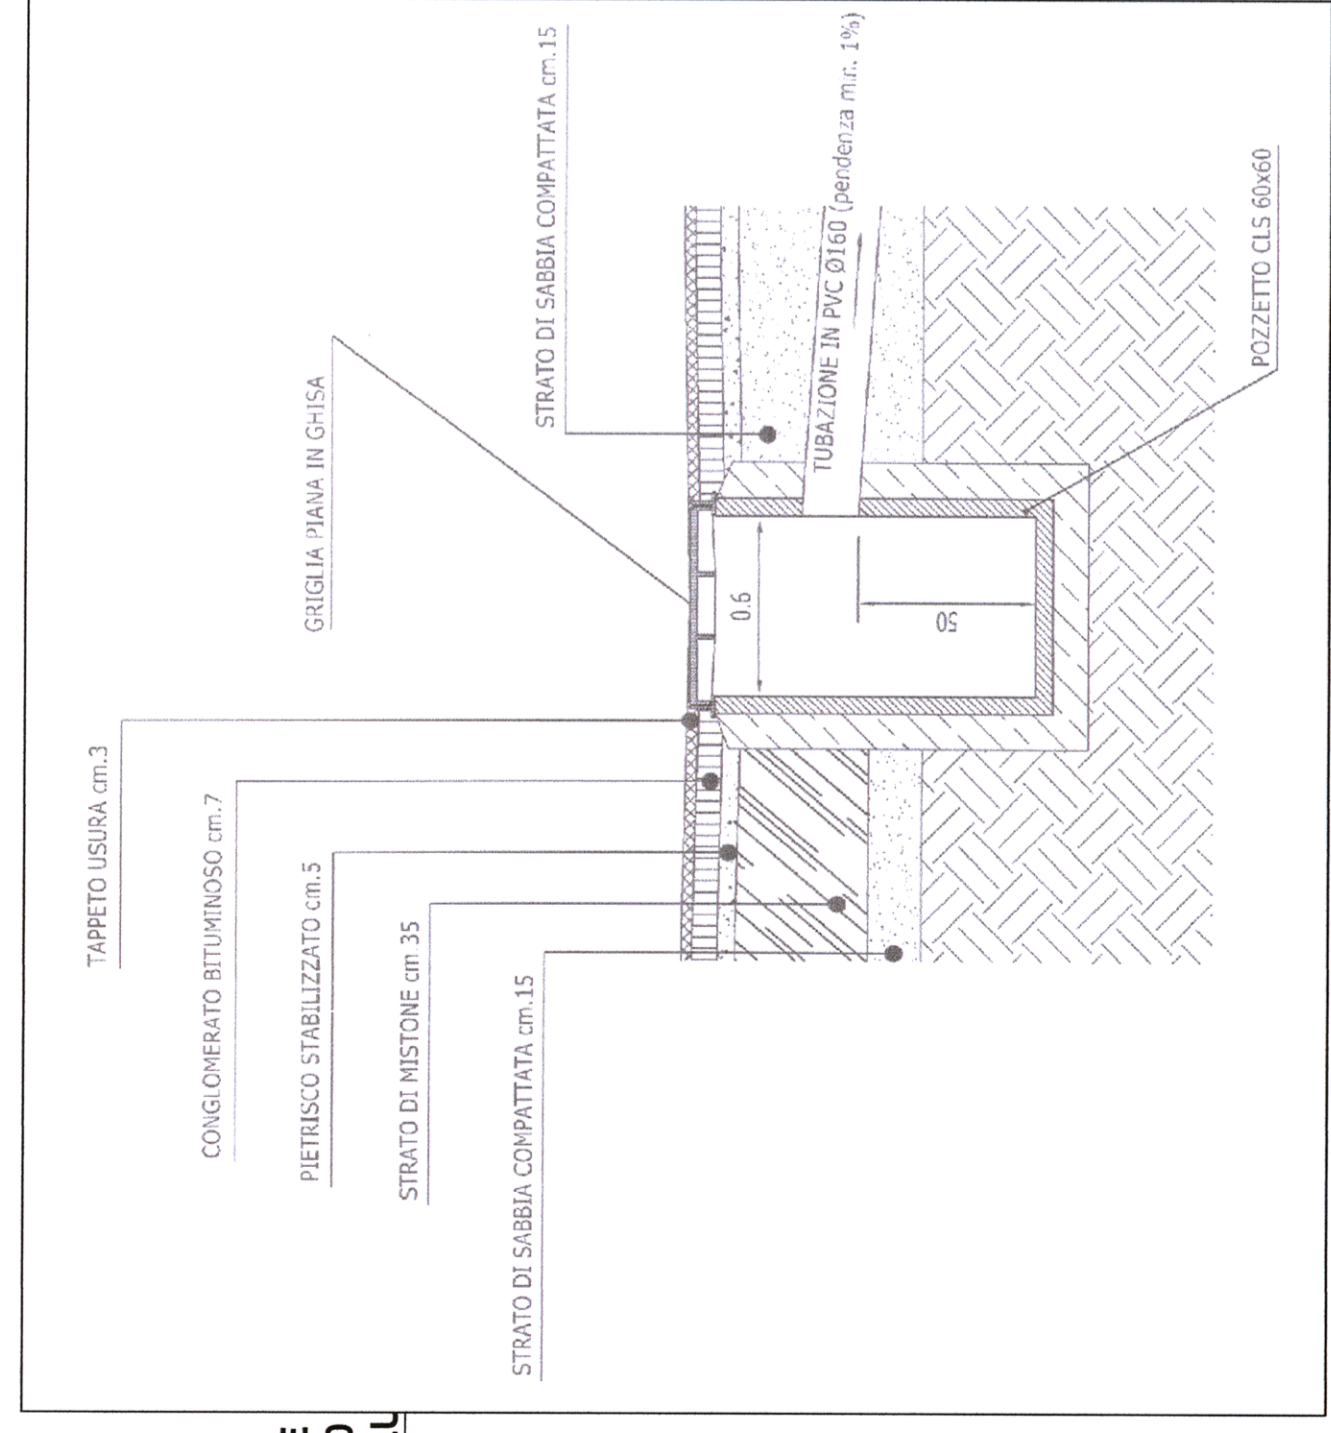 TAPPETO USURA cm.3
CONGLOMERATO BITUMINOSO cm.7
PIETRISCO STABILIZZATO cm.5
STRATO DI MISTONE cm 35
STRATO DI SABBIA COMPATTATA cm.15
GRIGLIA PIANA IN GHISA
STRATO DI SABBIA COMPATTATA cm.15
TUBAZIONE IN PVC Ø160 (pendenza min. 1%)
0.6
50
POZZETTO CLS 60x60